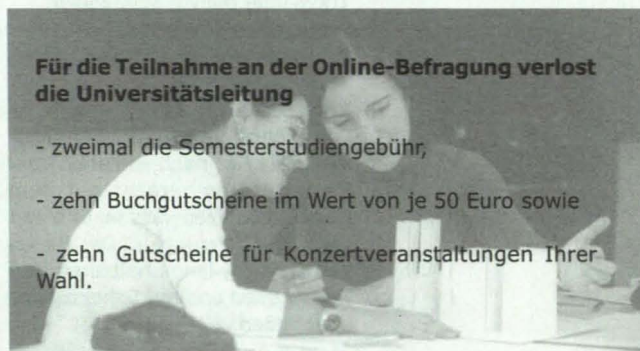 Für die Teilnahme an der Online-Befragung verlost
die Universitätsleitung
- zweimal die Semesterstudiengebühr,
- zehn Buchgutscheine im Wert von je 50 Euro sowie
- zehn Gutscheine für Konzertveranstaltungen Ihrer
Wahl.